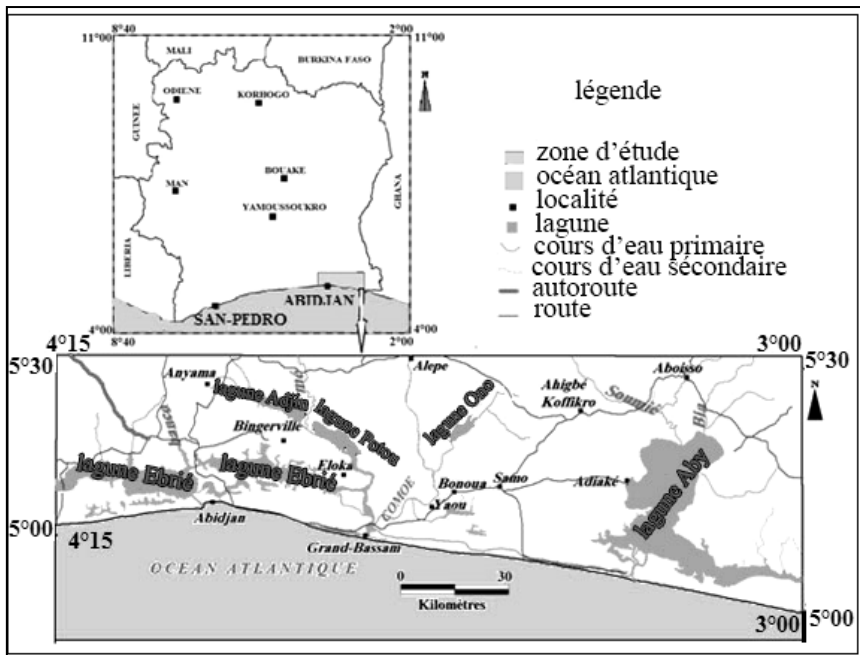 8°40
2°00
11°00
11°00
MALI
BURKINA FASO
N
ODIENE
KORHOGO
GUINEE
MAN
BOUAKE
YAMOUSSOUKRO
GHANA
LIBERIA
ABIDJAN
SAN-PEDRO
4°00
4°00
8°40
2°00
légende
zone d'étude
océan atlantique
localité
lagune
cours d'eau primaire
cours d'eau sécondaire
autoroute
route
4°15
3°00
5°30
5°30
Alepe
Aboisso
Anyama
lagune Adjin
Ahigbé
Koffikro
Soumié
Bia
N
lagune Ono
Bingerville
lagune Potou
lagune Ebrié
lagune Ebrié
Eloka
Bonoua
Samo
Adiaké
lagune Aby
COMOE
Yaou
Abidjan
5°00
4°15
Grand-Bassam
OCEAN ATLANTIQUE
0
30
Kilométres
3°00
5°00